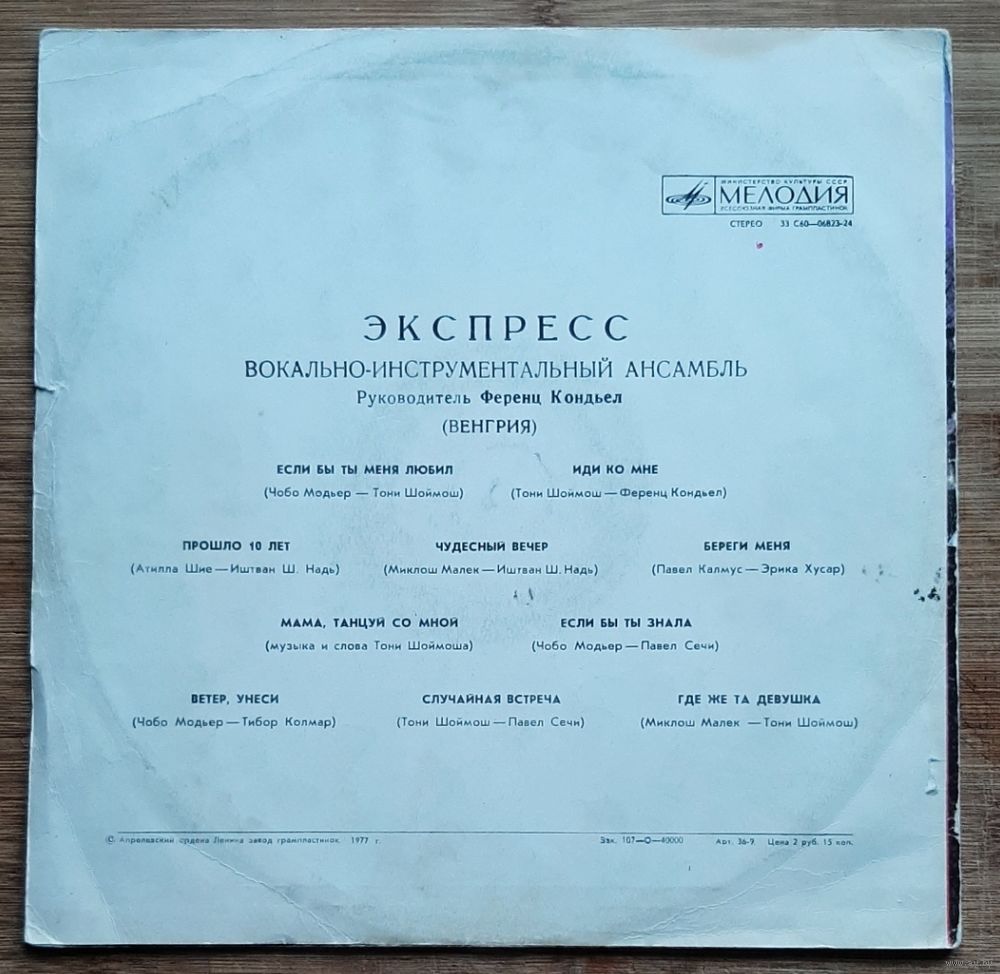 МИНИСТЕРСТВО КУЛЬТУРЫ СССР
МЕЛОДИЯ
ВСЕСОЮЗНАЯ ФИРМА ГРАМПЛАСТИНОК
СТЕРЕО 33 С60—06823-24
ЭКСПРЕСС
ВОКАЛЬНО-ИНСТРУМЕНТАЛЬНЫЙ АНСАМБЛЬ
Руководитель Ференц Кондьел
(ВЕНГРИЯ)
ЕСЛИ БЫ ТЫ МЕНЯ ЛЮБИЛ ИДИ КО МНЕ
(Чобо Модьер — Тони Шоймош) (Тони Шоймош — Ференц Кондьел)
ПРОШЛО 10 ЛЕТ ЧУДЕСНЫЙ ВЕЧЕР БЕРЕГИ МЕНЯ
(Атилла Шие — Иштван Ш. Надь) (Миклош Малек — Иштван Ш. Надь) (Павел Калмус — Эрика Хусар)
МАМА, ТАНЦУЙ СО МНОЙ ЕСЛИ БЫ ТЫ ЗНАЛА
(музыка и слова Тони Шоймоша) (Чобо Модьер — Павел Сечи)
ВЕТЕР, УНЕСИ СЛУЧАЙНАЯ ВСТРЕЧА ГДЕ ЖЕ ТА ДЕВУШКА
(Чобо Модьер — Тибор Колмар) (Тони Шоймош — Павел Сечи) (Миклош Малек — Тони Шоймош)
© Апрелевский ордена Ленина завод грампластинок 1977 г. Зак. 107—О—40000 Арт. 36-9. Цена 2 руб. 15 коп.